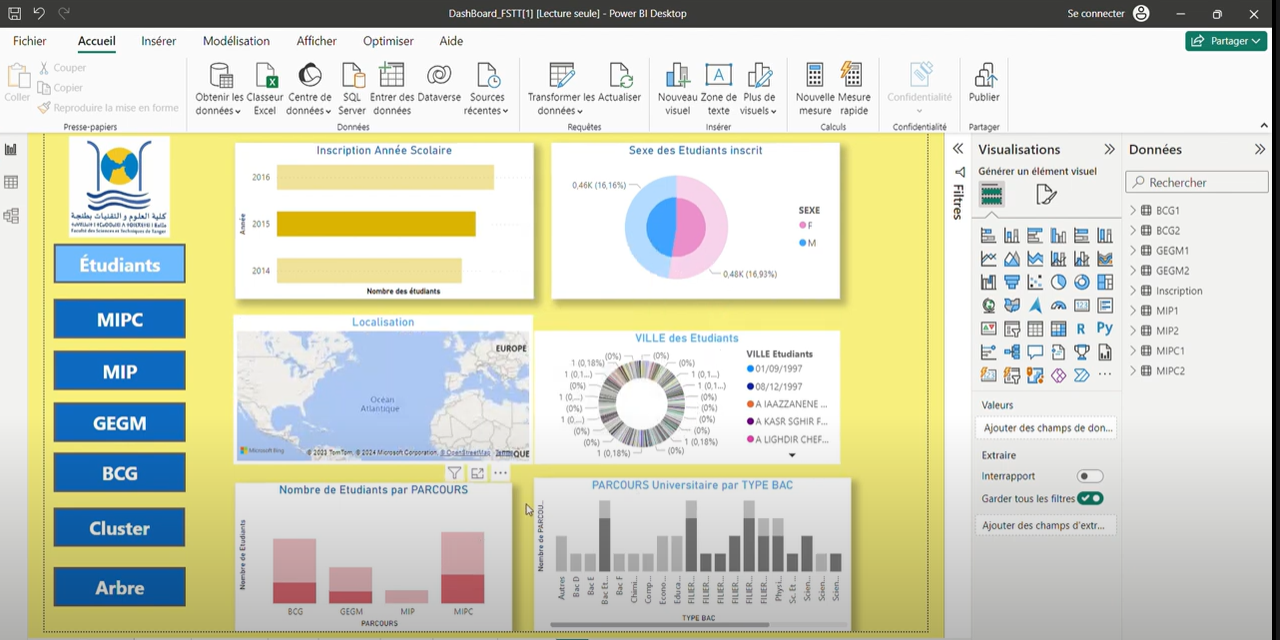 DashBoard_FSTT[1] [Lecture seule] - Power BI Desktop
Se connecter
Fichier
Accueil
Insérer
Modélisation
Afficher
Optimiser
Aide
Partager
Coller
Couper
Copier
Reproduire la mise en forme
Presse-papiers
Obtenir les données
Classeur Excel
Centre de données
SQL Server
Entrer des données
Dataverse
Sources récentes
Données
Transformer les données
Actualiser
Requêtes
Nouveau visuel
Zone de texte
Plus de visuels
Insérer
Nouvelle mesure
Mesure rapide
Calculs
Confidentialité
Confidentialité
Publier
Partager
كلية العلوم و التقنيات بطنجة
Faculté des Sciences et Techniques de Tanger
Étudiants
MIPC
MIP
GEGM
BCG
Cluster
Arbre
Inscription Année Scolaire
Année
2016
2015
2014
Nombre des étudiants
Sexe des Etudiants inscrit
0,46K (16,16%)
0,48K (16,93%)
SEXE
F
M
Localisation
EUROPE
Océan
Atlantique
Microsoft Bing
© 2023 TomTom, © 2024 Microsoft Corporation, © OpenStreetMap
VILLE des Etudiants
1 (0,18%)
(0%)
(0%)
(0%)
1 (0,1...)
1 (0,1...)
(0%)
1 (0,1...)
1 (0,...)
(0%)
(0%)
(0%)
1 (0,...)
(0%)
(0%)
(0%)
(0%)
1 (0,18%)
1 (0,18%)
(0%)
VILLE Etudiants
01/09/1997
08/12/1997
A IAAZZANENE ...
A KASR SGHIR F...
A LIGHDIR CHEF...
Nombre de Etudiants par PARCOURS
Nombre de Etudiants
BCG
GEGM
MIP
MIPC
PARCOURS
PARCOURS Universitaire par TYPE BAC
Nombre de PARCOU...
Autres
Bac D
Bac E
Bac Et...
Bac F
Chimi...
Comp...
Econo...
Educa...
FILIER...
FILIER...
FILIER...
FILIER...
FILIER...
FILIER...
Physi...
Sc. Et ...
Scien...
Scien...
Scien...
TYPE BAC
Filtres
Visualisations
Générer un élément visuel
R
Py
Valeurs
Ajouter des champs de don...
Extraire
Interrapport
Garder tous les filtres
Ajouter des champs d'extr...
Données
Rechercher
BCG1
BCG2
GEGM1
GEGM2
Inscription
MIP1
MIP2
MIPC1
MIPC2